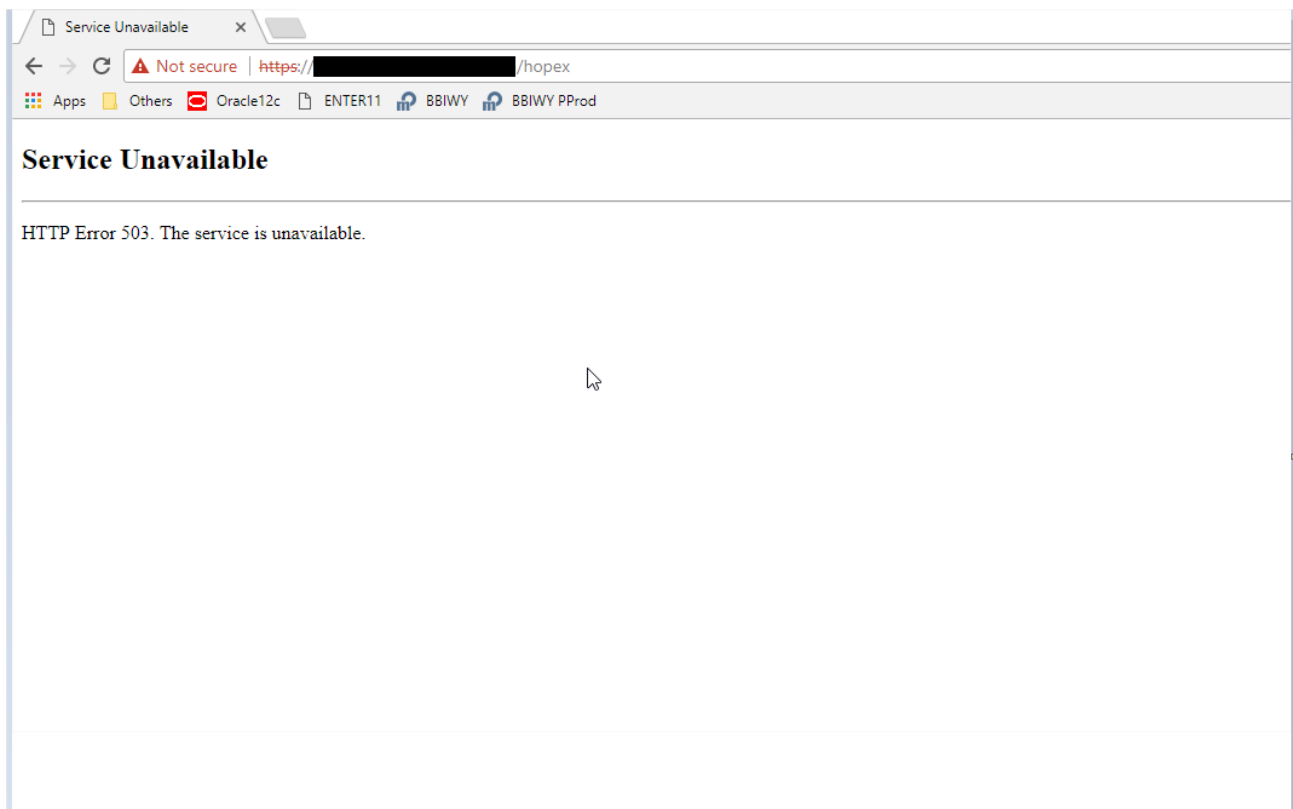 Service Unavailable
Not secure | https:// /hopex
Apps Others Oracle12c ENTER11 BBIWY BBIWY PProd
Service Unavailable
HTTP Error 503. The service is unavailable.